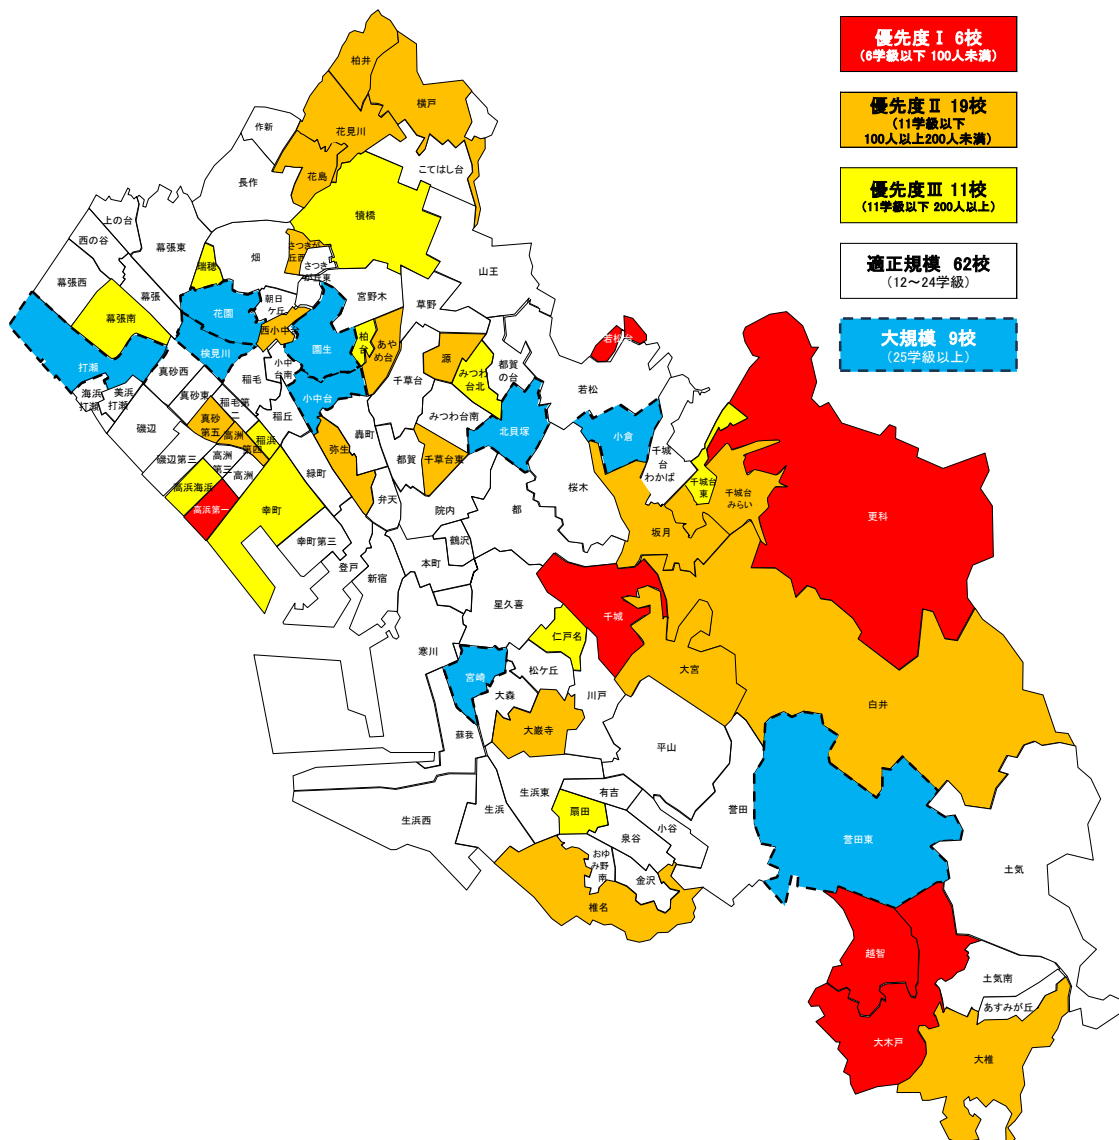 優先度Ⅰ 6校
(6学級以下 100人未満)
優先度Ⅱ 19校
(11学級以下
100人以上200人未満)
優先度Ⅲ 11校
(11学級以下 200人以上)
適正規模 62校
(12～24学級)
大規模 9校
(25学級以上)
柏井
横戸
花見川
作新
こてはし台
花島
長作
犢橋
上の台
西の谷
幕張東
畑
さつきが
丘西
さつき
が丘東
瑞穂
山王
幕張西
幕張
宮野木
草野
朝日
ケ丘
花園
幕張南
西小中台
園生
柏
台
あや
め台
源
若松台
検見川
打瀬
小中
台南
都賀
の台
みつわ
台北
真砂西
稲毛
千草台
若松
海浜
打瀬
美浜
打瀬
真砂東
稲毛第
二
小中台
稲丘
みつわ台南
磯辺
真砂
第五
高洲
第四
稲浜
轟町
北貝塚
小倉
千城
台
わかば
弥生
磯辺第三
高洲
第三
高洲
緑町
都賀
千草台東
千城台
東
千城台
みらい
高浜海浜
桜木
高浜第一
幸町
弁天
院内
都
更科
坂月
幸町第三
鶴沢
登戸
新宿
本町
星久喜
千城
仁戸名
寒川
松ケ丘
大宮
宮崎
大森
川戸
白井
大巌寺
蘇我
平山
生浜東
有吉
生浜
扇田
誉田
生浜西
小谷
泉谷
誉田東
おゆ
み野
南
金沢
土気
椎名
越智
土気南
あすみが丘
大木戸
大椎